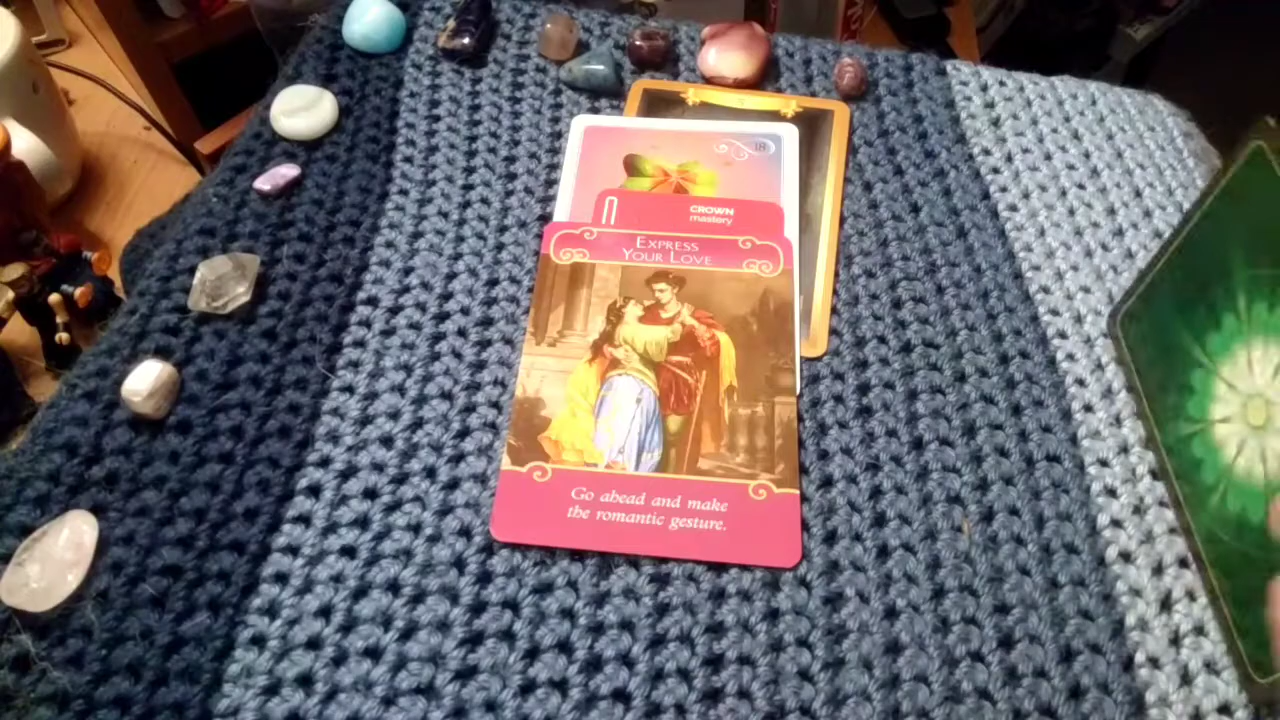 18
CROWN
mastery
EXPRESS
YOUR LOVE
Go ahead and make
the romantic gesture.